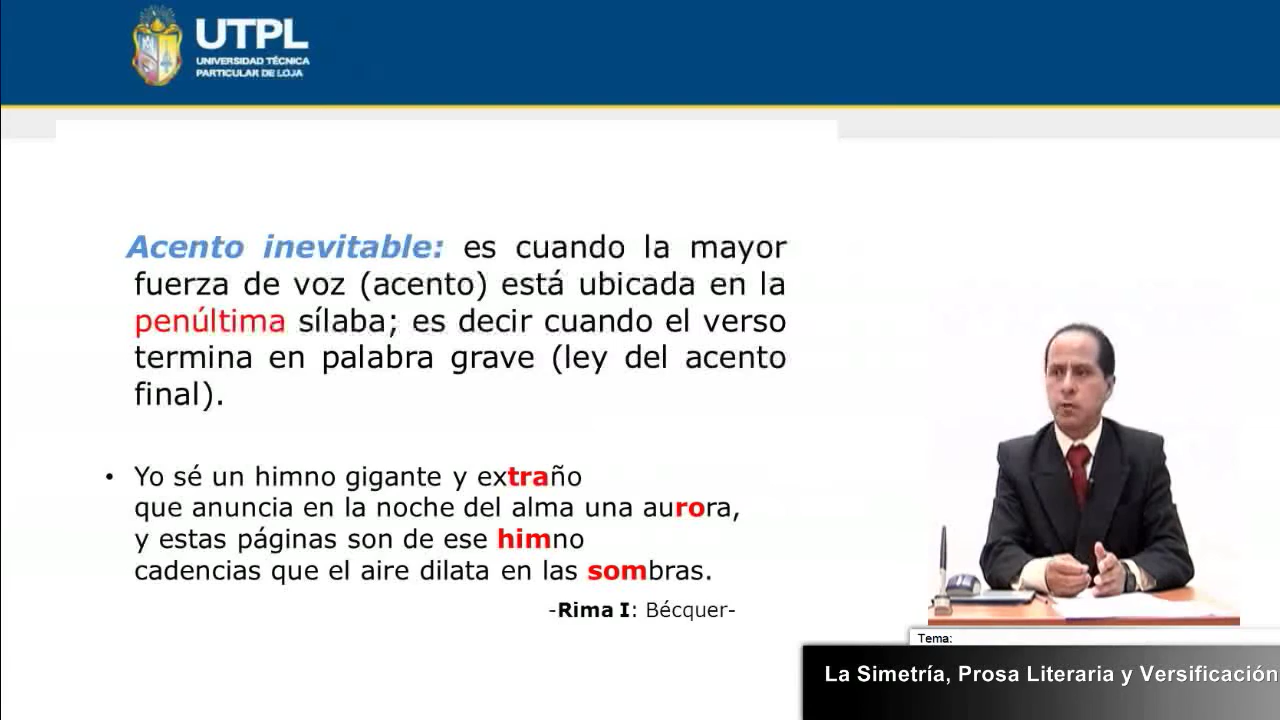 UTPL
UNIVERSIDAD TÉCNICA
PARTICULAR DE LOJA
Acento inevitable: es cuando la mayor
fuerza de voz (acento) está ubicada en la
penúltima sílaba; es decir cuando el verso
termina en palabra grave (ley del acento
final).
• Yo sé un himno gigante y extraño
que anuncia en la noche del alma una aurora,
y estas páginas son de ese himno
cadencias que el aire dilata en las sombras.
-Rima I: Bécquer-
Tema:
La Simetría, Prosa Literaria y Versificación